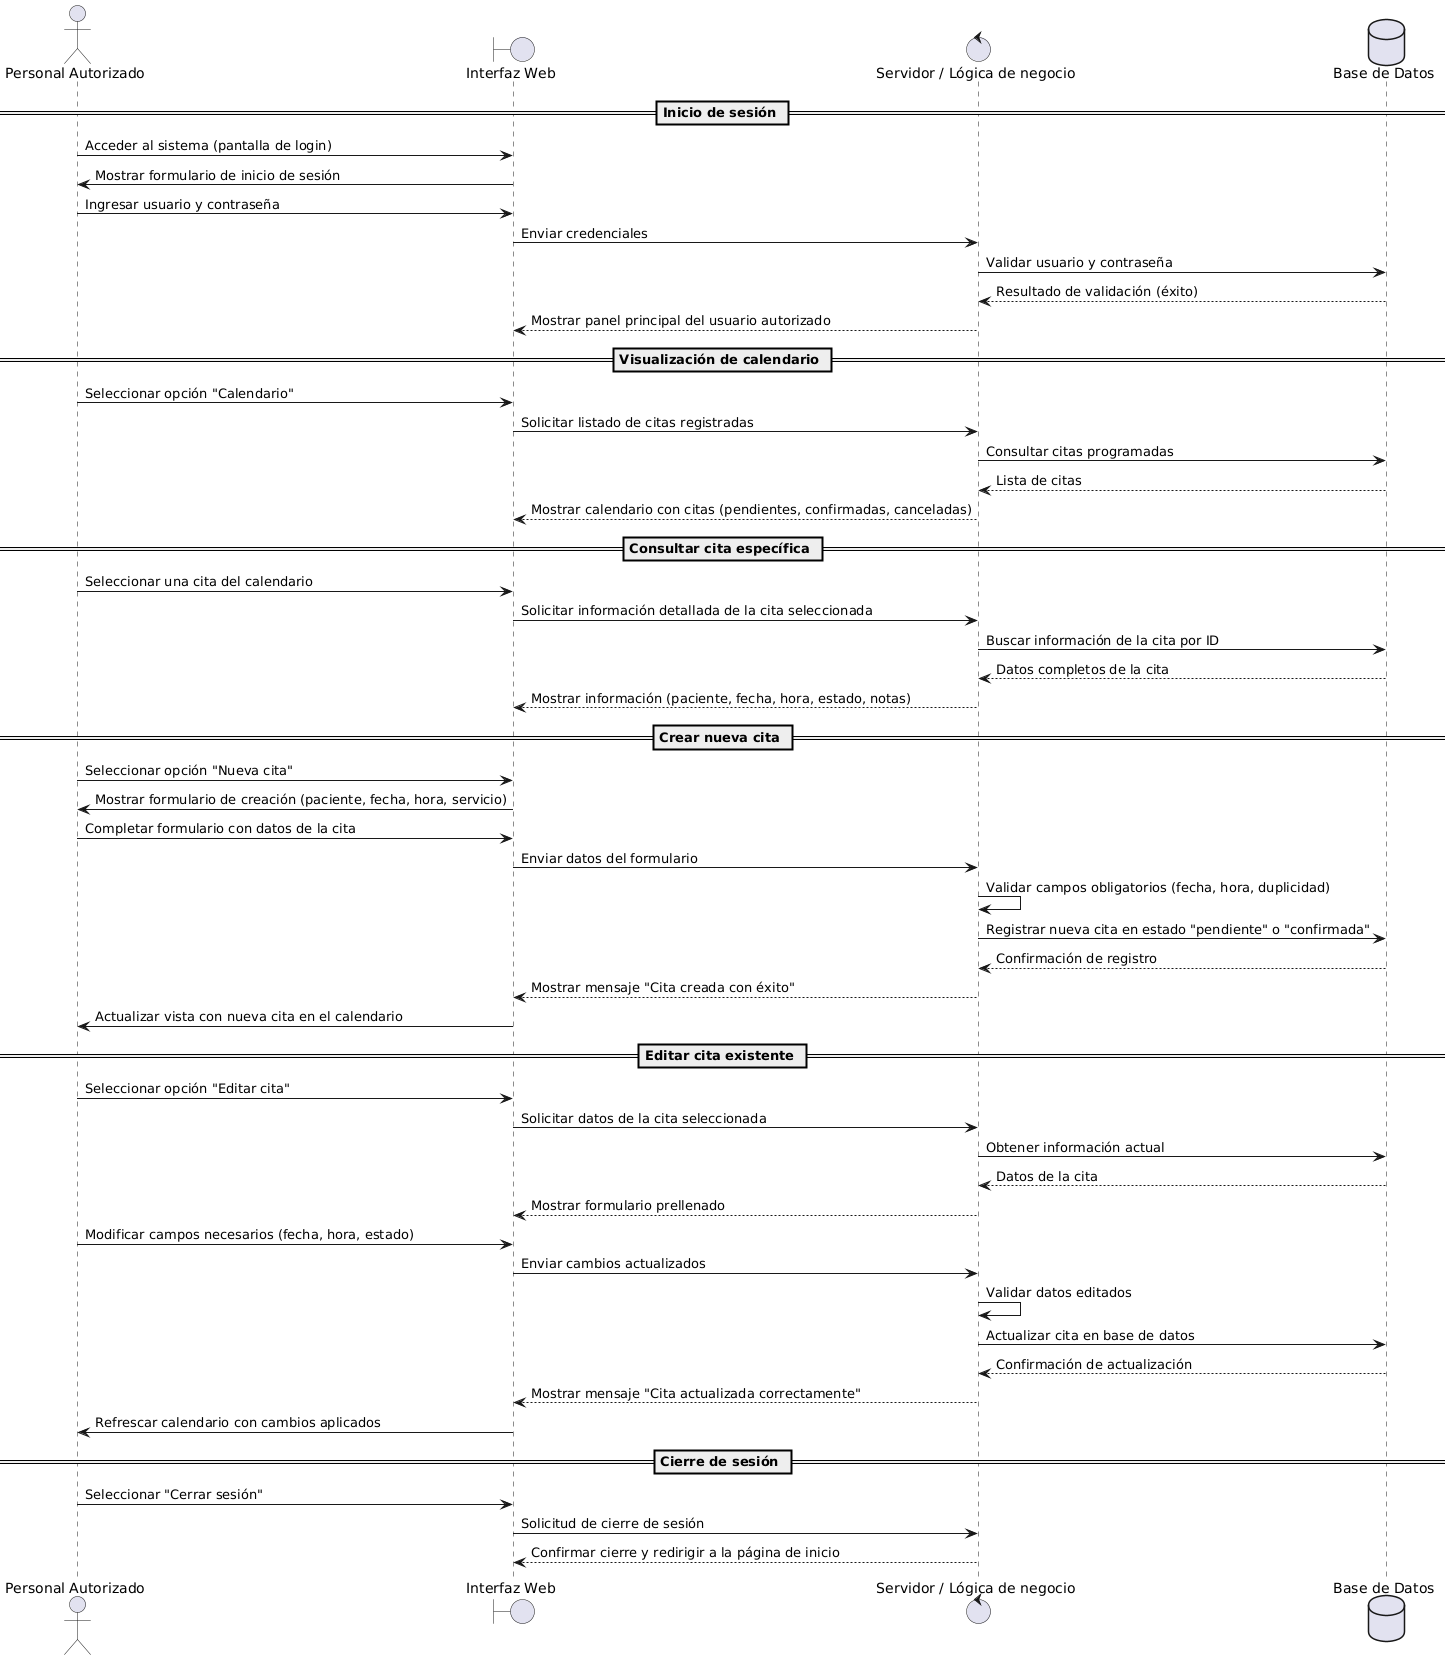 Personal Autorizado
Interfaz Web
Servidor / Lógica de negocio
Base de Datos
Inicio de sesión
Acceder al sistema (pantalla de login)
Mostrar formulario de inicio de sesión
Ingresar usuario y contraseña
Enviar credenciales
Validar usuario y contraseña
Resultado de validación (éxito)
Mostrar panel principal del usuario autorizado
Visualización de calendario
Seleccionar opción "Calendario"
Solicitar listado de citas registradas
Consultar citas programadas
Lista de citas
Mostrar calendario con citas (pendientes, confirmadas, canceladas)
Consultar cita específica
Seleccionar una cita del calendario
Solicitar información detallada de la cita seleccionada
Buscar información de la cita por ID
Datos completos de la cita
Mostrar información (paciente, fecha, hora, estado, notas)
Crear nueva cita
Seleccionar opción "Nueva cita"
Mostrar formulario de creación (paciente, fecha, hora, servicio)
Completar formulario con datos de la cita
Enviar datos del formulario
Validar campos obligatorios (fecha, hora, duplicidad)
Registrar nueva cita en estado "pendiente" o "confirmada"
Confirmación de registro
Mostrar mensaje "Cita creada con éxito"
Actualizar vista con nueva cita en el calendario
Editar cita existente
Seleccionar opción "Editar cita"
Solicitar datos de la cita seleccionada
Obtener información actual
Datos de la cita
Mostrar formulario prellenado
Modificar campos necesarios (fecha, hora, estado)
Enviar cambios actualizados
Validar datos editados
Actualizar cita en base de datos
Confirmación de actualización
Mostrar mensaje "Cita actualizada correctamente"
Refrescar calendario con cambios aplicados
Cierre de sesión
Seleccionar "Cerrar sesión"
Solicitud de cierre de sesión
Confirmar cierre y redirigir a la página de inicio
Personal Autorizado
Interfaz Web
Servidor / Lógica de negocio
Base de Datos